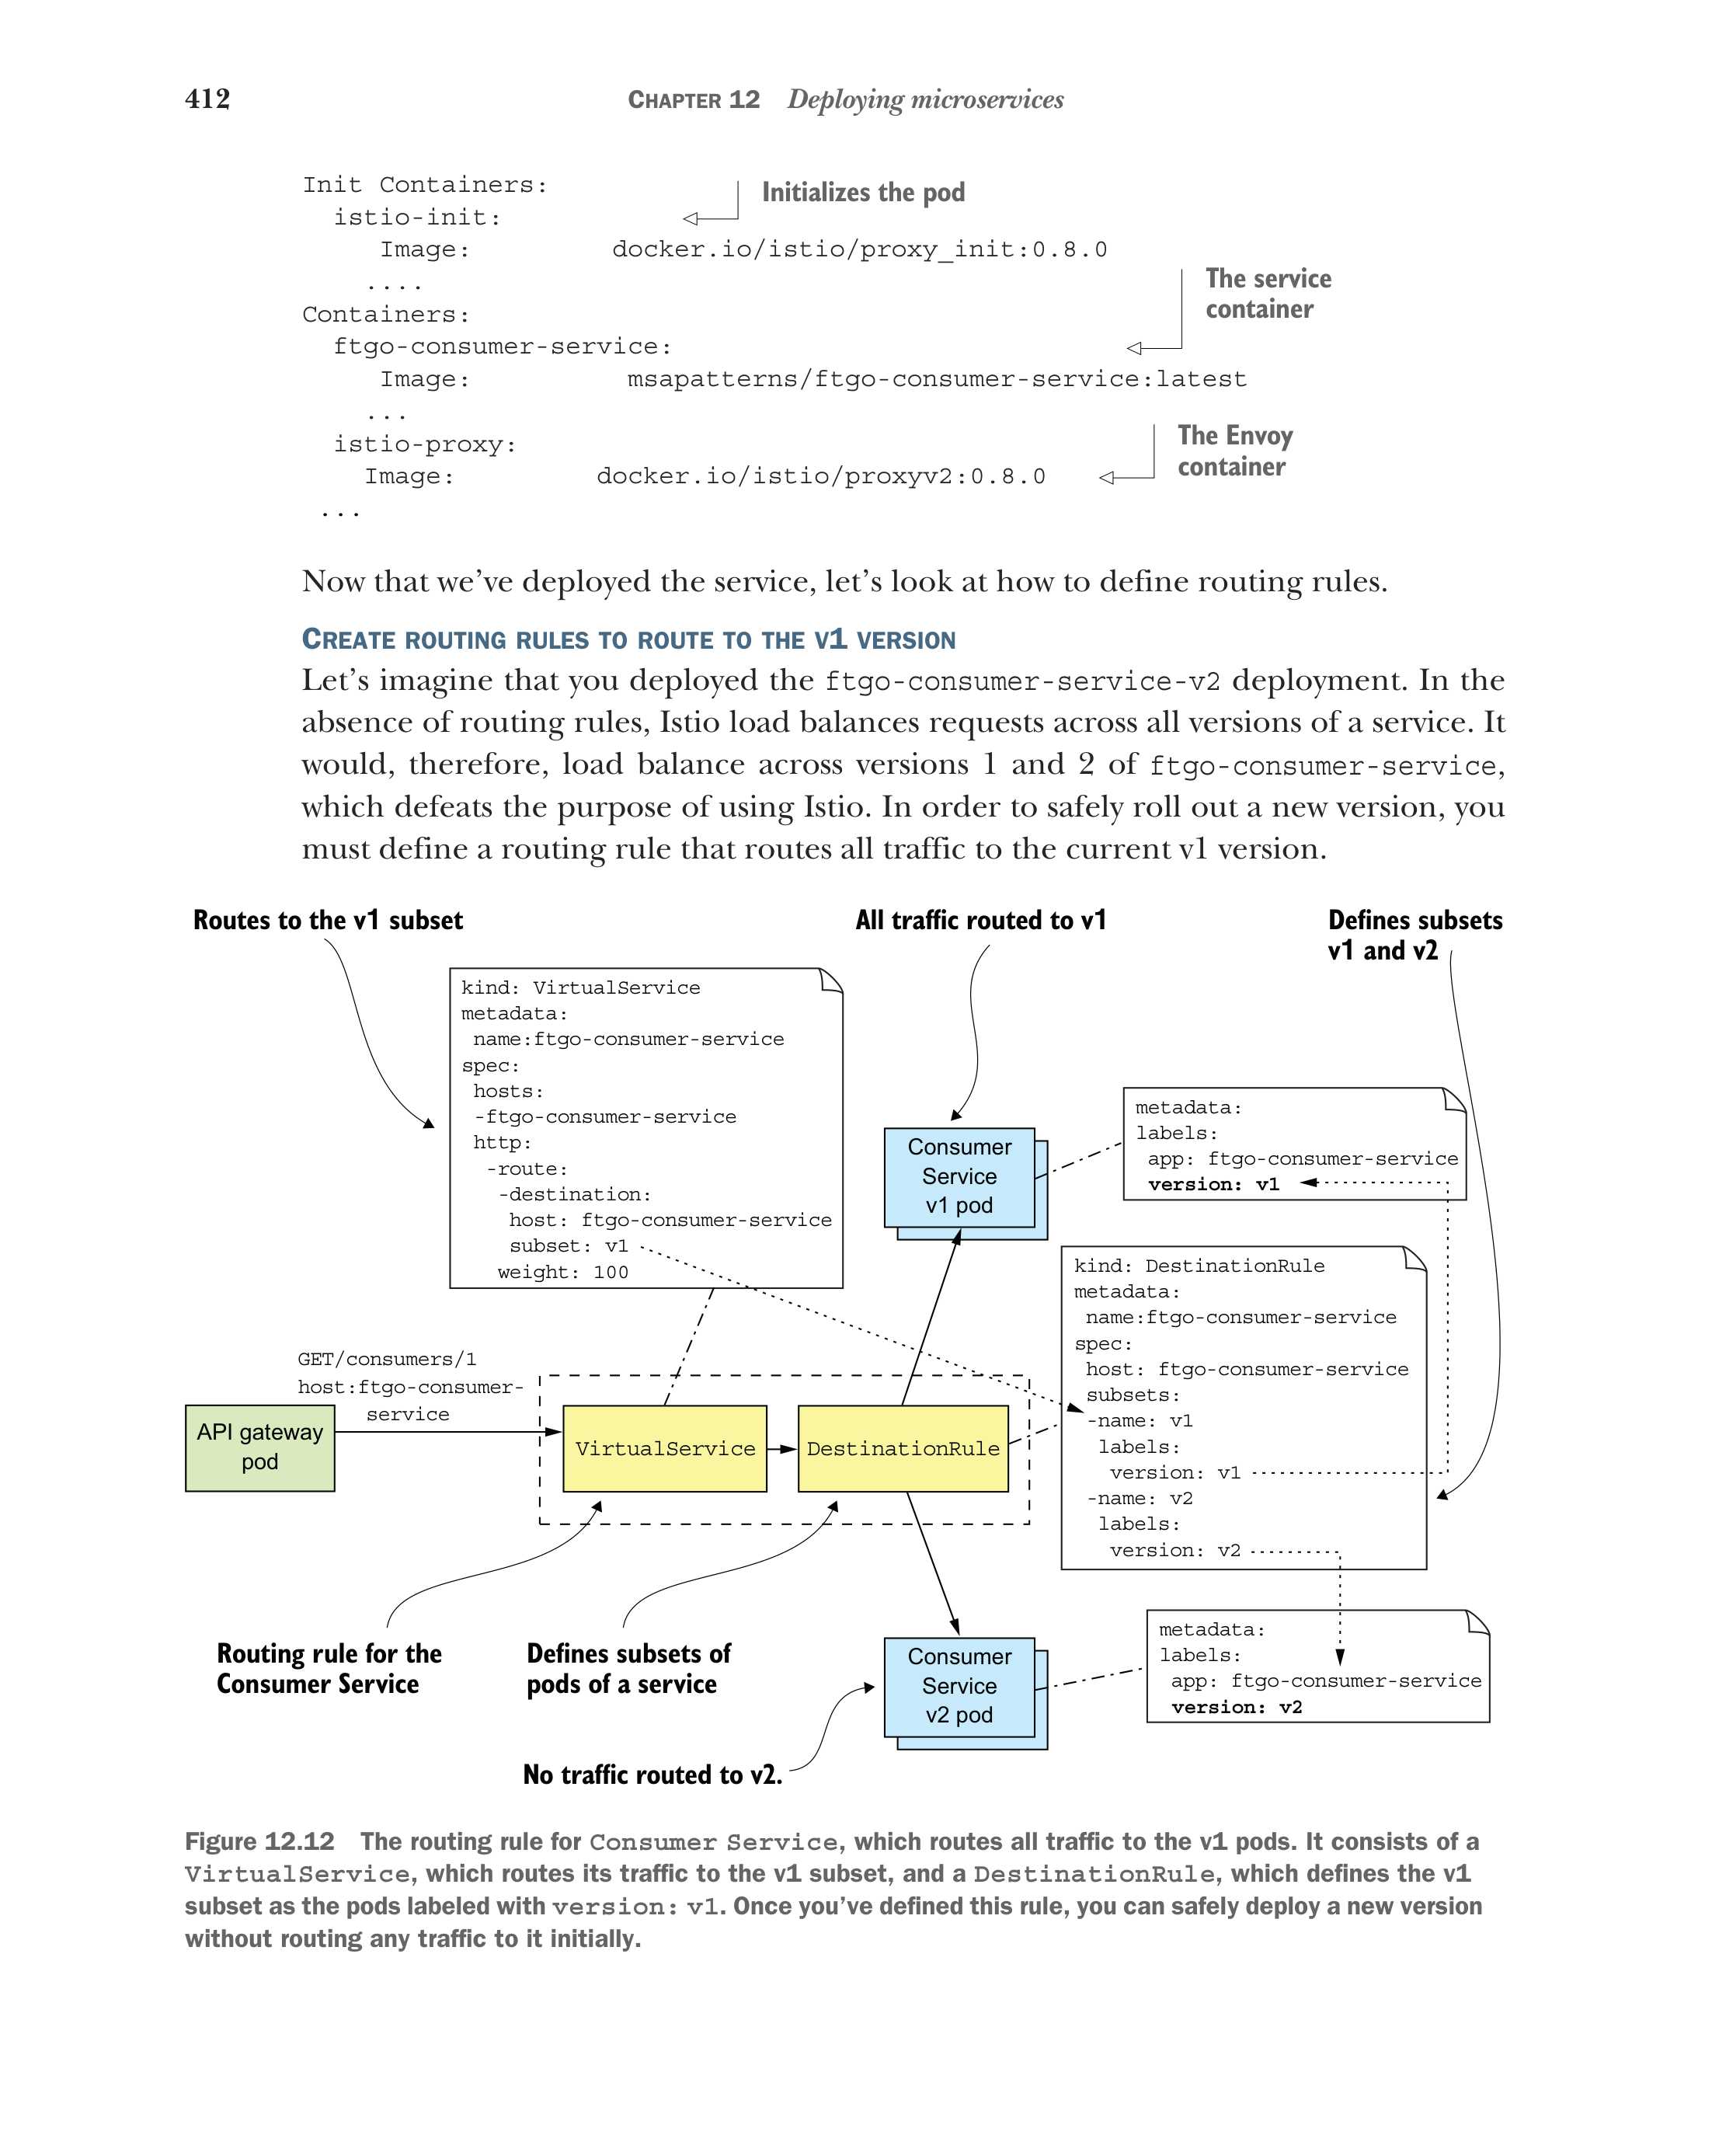 412
CHAPTER 12 Deploying microservices
Init Containers:
istio-init:
Initializes the pod
Image: docker.io/istio/proxy_init:0.8.0
....
The service
container
Containers:
ftgo-consumer-service:
Image: msapatterns/ftgo-consumer-service:latest
...
istio-proxy:
The Envoy
container
Image: docker.io/istio/proxyv2:0.8.0
...
Now that we’ve deployed the service, let’s look at how to define routing rules.
CREATE ROUTING RULES TO ROUTE TO THE V1 VERSION
Let’s imagine that you deployed the ftgo-consumer-service-v2 deployment. In the
absence of routing rules, Istio load balances requests across all versions of a service. It
would, therefore, load balance across versions 1 and 2 of ftgo-consumer-service,
which defeats the purpose of using Istio. In order to safely roll out a new version, you
must define a routing rule that routes all traffic to the current v1 version.
Routes to the v1 subset
All traffic routed to v1
Defines subsets
v1 and v2
kind: VirtualService
metadata:
name:ftgo-consumer-service
spec:
hosts:
-ftgo-consumer-service
http:
-route:
-destination:
host: ftgo-consumer-service
subset: v1
weight: 100
Consumer
Service
v1 pod
metadata:
labels:
app: ftgo-consumer-service
version: v1
kind: DestinationRule
metadata:
name:ftgo-consumer-service
spec:
host: ftgo-consumer-service
subsets:
-name: v1
labels:
version: v1
-name: v2
labels:
version: v2
GET/consumers/1
host:ftgo-consumer-
service
API gateway
pod
VirtualService
DestinationRule
Routing rule for the
Consumer Service
Defines subsets of
pods of a service
Consumer
Service
v2 pod
metadata:
labels:
app: ftgo-consumer-service
version: v2
No traffic routed to v2.
Figure 12.12 The routing rule for Consumer Service, which routes all traffic to the v1 pods. It consists of a
VirtualService, which routes its traffic to the v1 subset, and a DestinationRule, which defines the v1
subset as the pods labeled with version: v1. Once you’ve defined this rule, you can safely deploy a new version
without routing any traffic to it initially.